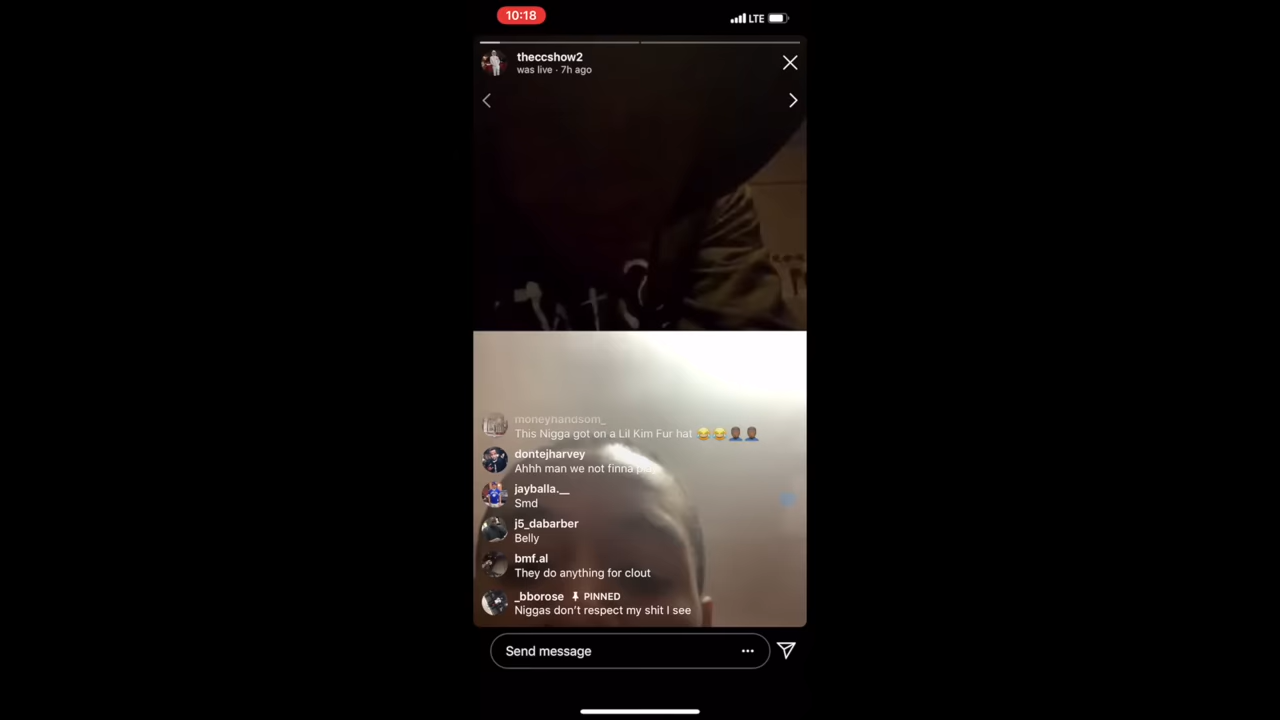 10:18
LTE
theccshow2
was live · 7h ago
moneyhandsom_
This Nigga got on a Lil Kim Fur hat 😂😂🤦🏾‍♂️🤦🏾‍♂️
dontejharvey
Ahhh man we not finna play
jayballa.__
Smd
j5_dabarber
Belly
bmf.al
They do anything for clout
_bborose PINNED
Niggas don't respect my shit I see
Send message